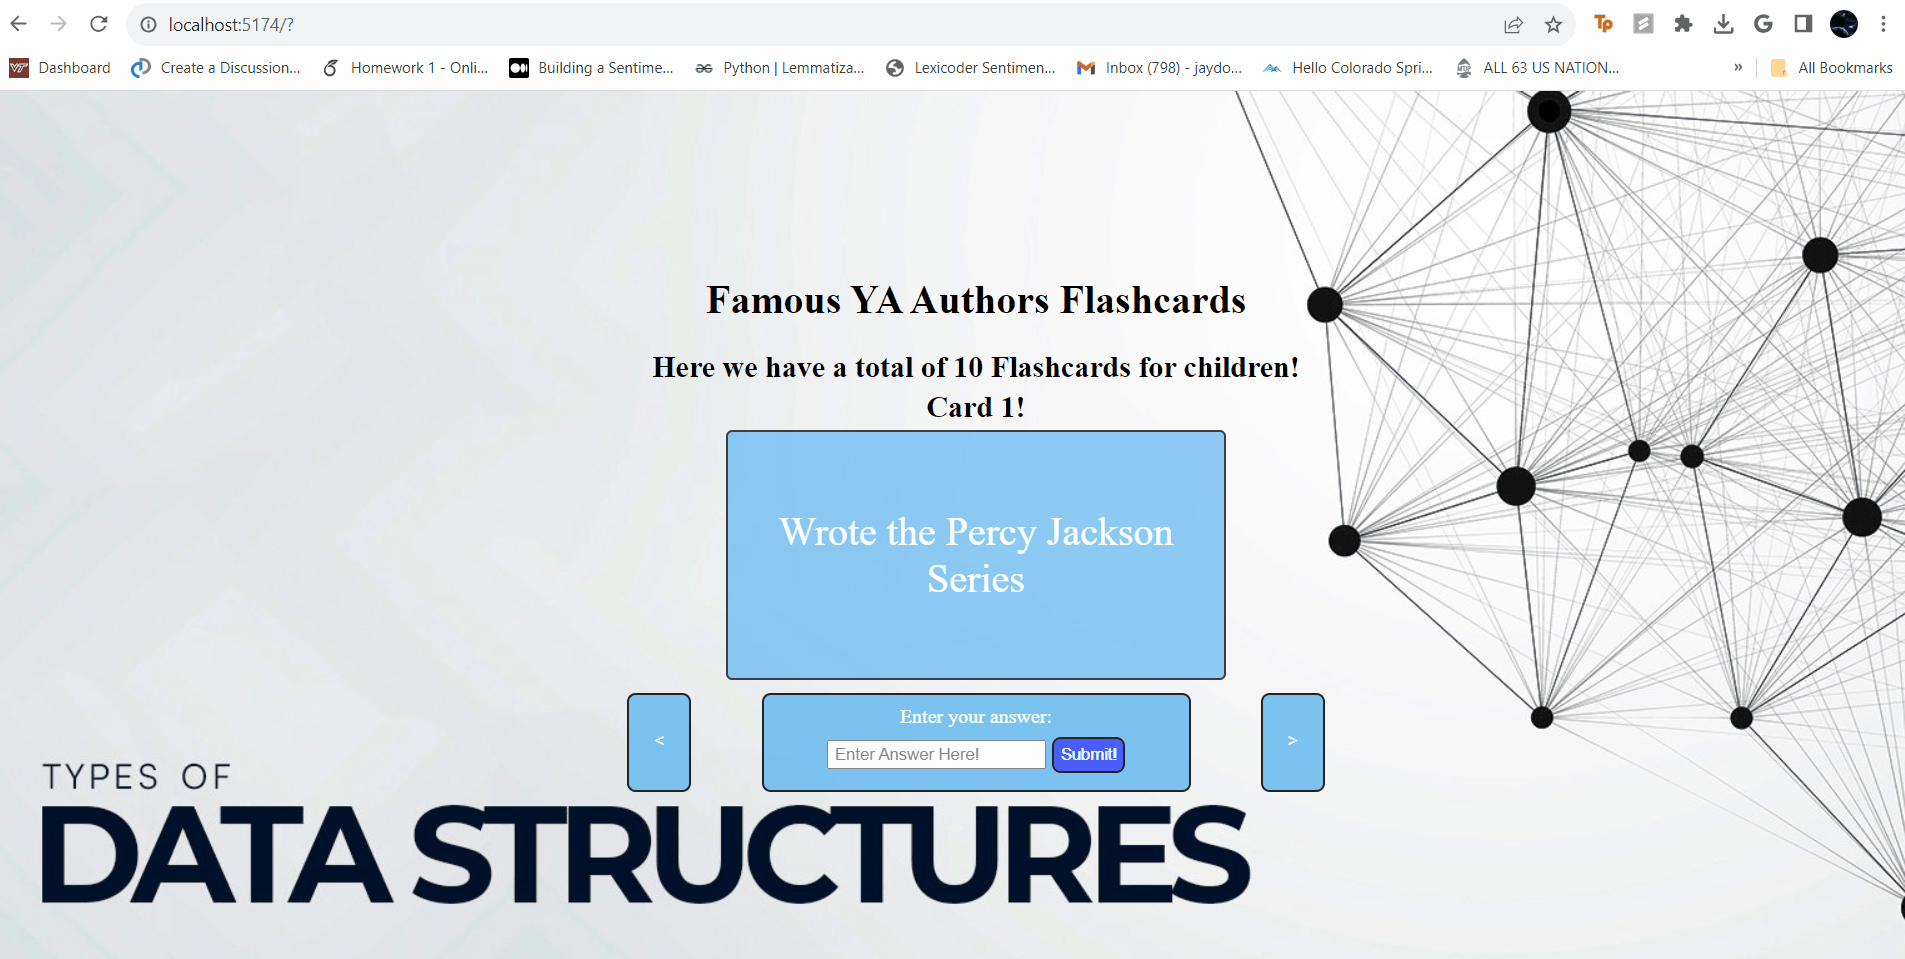 localhost:5174/?
Tp
G
VT Dashboard
Create a Discussion...
Homework 1 - Onli...
Building a Sentime...
Python | Lemmatiza...
Lexicoder Sentimen...
Inbox (798) - jaydo...
Hello Colorado Spri...
ALL 63 US NATION...
»
All Bookmarks
Famous YA Authors Flashcards
Here we have a total of 10 Flashcards for children!
Card 1!
Wrote the Percy Jackson
Series
<
Enter your answer:
>
Enter Answer Here!
Submit!
TYPES OF
DATA STRUCTURES